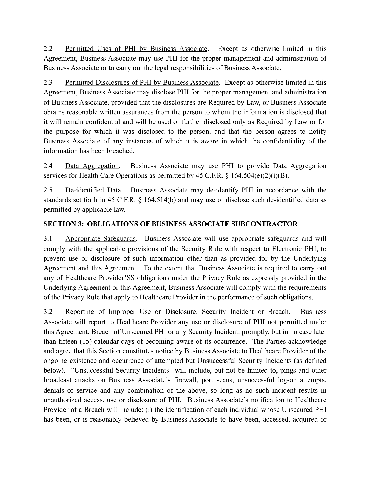 2.2 Permitted Uses of PHI by Business Associate. Except as otherwise limited in this
Agreement, Business Associate may use PHI for the proper management and administration of
Business Associate or to carry out the legal responsibilities of Business Associate.
2.3 Permitted Disclosures of PHI by Business Associate. Except as otherwise limited in this
Agreement, Business Associate may disclose PHI for the proper management and administration
of Business Associate, provided that the disclosures are Required by Law, or Business Associate
obtains reasonable written assurances from the person to whom the information is disclosed that
it will remain confidential and will be used or further disclosed only as Required by Law or for
the purpose for which it was disclosed to the person, and that the person agrees to notify
Business Associate of any instances of which it is aware in which the confidentiality of the
information has been breached.
2.4 Data Aggregation. Business Associate may use PHI to provide Data Aggregation
services for Health Care Operations as permitted by 45 C.F.R. § 164.504(e)(2)(i)(B).
2.5 De-identified Data. Business Associate may de-identify PHI in accordance with the
standards set forth in 45 C.F.R. § 164.514(b) and may use or disclose such de-identified data as
permitted by applicable law.
SECTION 3: OBLIGATIONS OF BUSINESS ASSOCIATE SUBCONTRACTOR
3.1 Appropriate Safeguards. Business Associate will use appropriate safeguards and will
comply with the applicable provisions of the Security Rule with respect to Electronic PHI, to
prevent use or disclosure of such information other than as provided for by the Underlying
Agreement and this Agreement. To the extent that Business Associate is required to carry out
any of Healthcare Provider'SS obligations under the Privacy Rule as expressly provided in the
Underlying Agreement or this Agreement, Business Associate will comply with the requirements
of the Privacy Rule that apply to Healthcare Provider in the performance of such obligations.
3.2 Reporting of Improper Use or Disclosure, Security Incident or Breach. Business
Associate will report to Healthcare Provider any use or disclosure of PHI not permitted under
this Agreement, Breach of Unsecured PHI or any Security Incident, promptly, but in no case later
than fifteen (15) calendar days of becoming aware of its occurrence. The Parties acknowledge
and agree that this Section constitutes notice by Business Associate to Healthcare Provider of the
ongoing existence and occurrence of attempted but Unsuccessful Security Incidents (as defined
below). "Unsuccessful Security Incidents" will include, but not be limited to, pings and other
broadcast attacks on Business Associate's firewall, port scans, unsuccessful log-on attempts,
denials of service and any combination of the above, so long as no such incident results in
unauthorized access, use or disclosure of PHI. Business Associate's notification to Healthcare
Provider of a Breach will include: (i) the identification of each individual whose Unsecured PHI
has been, or is reasonably believed by Business Associate to have been, accessed, acquired or